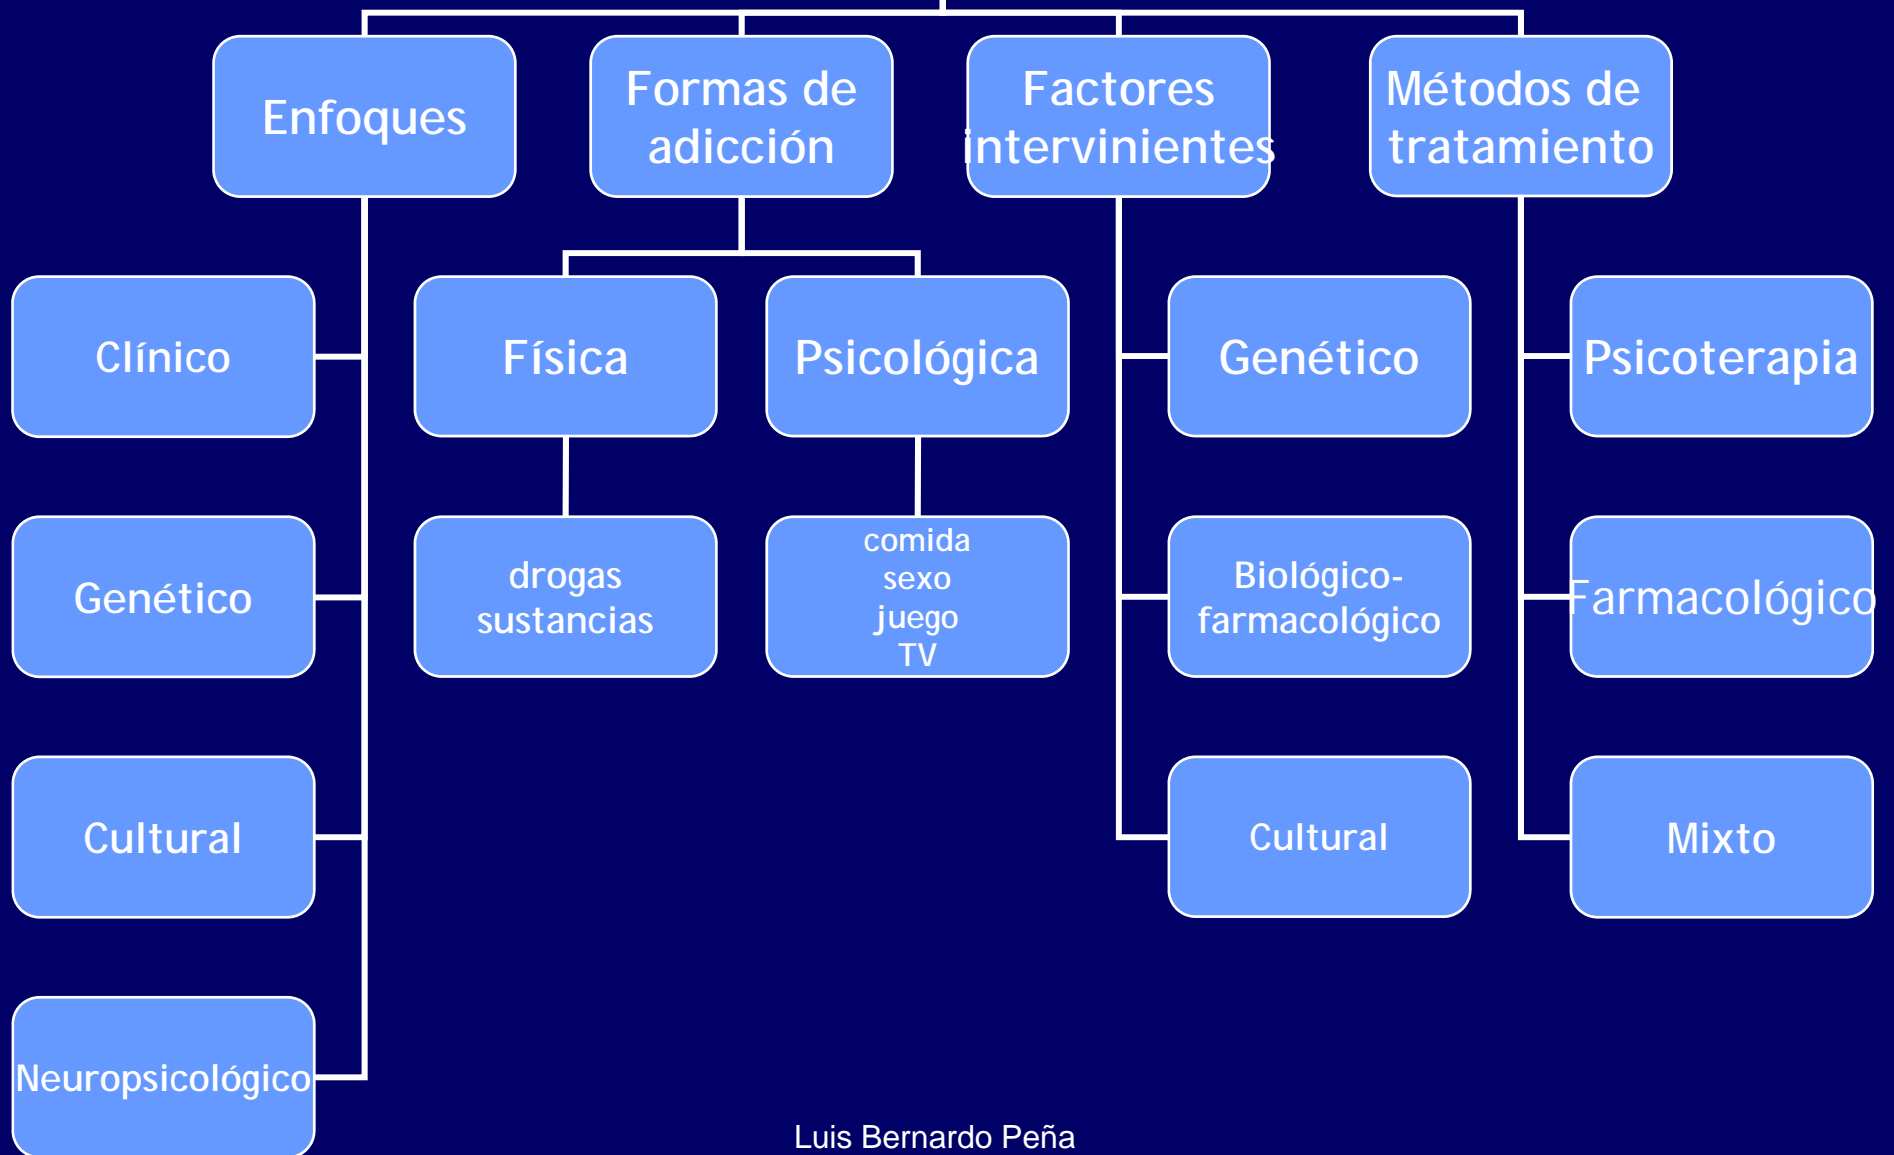 Enfoques
Formas de
adicción
Factores
intervinientes
Métodos de
tratamiento
Clínico
Física
Psicológica
Genético
Psicoterapia
Genético
drogas
sustancias
comida
sexo
juego
TV
Biológico-
farmacológico
Farmacológico
Cultural
Cultural
Mixto
Neuropsicológico
Luis Bernardo Peña